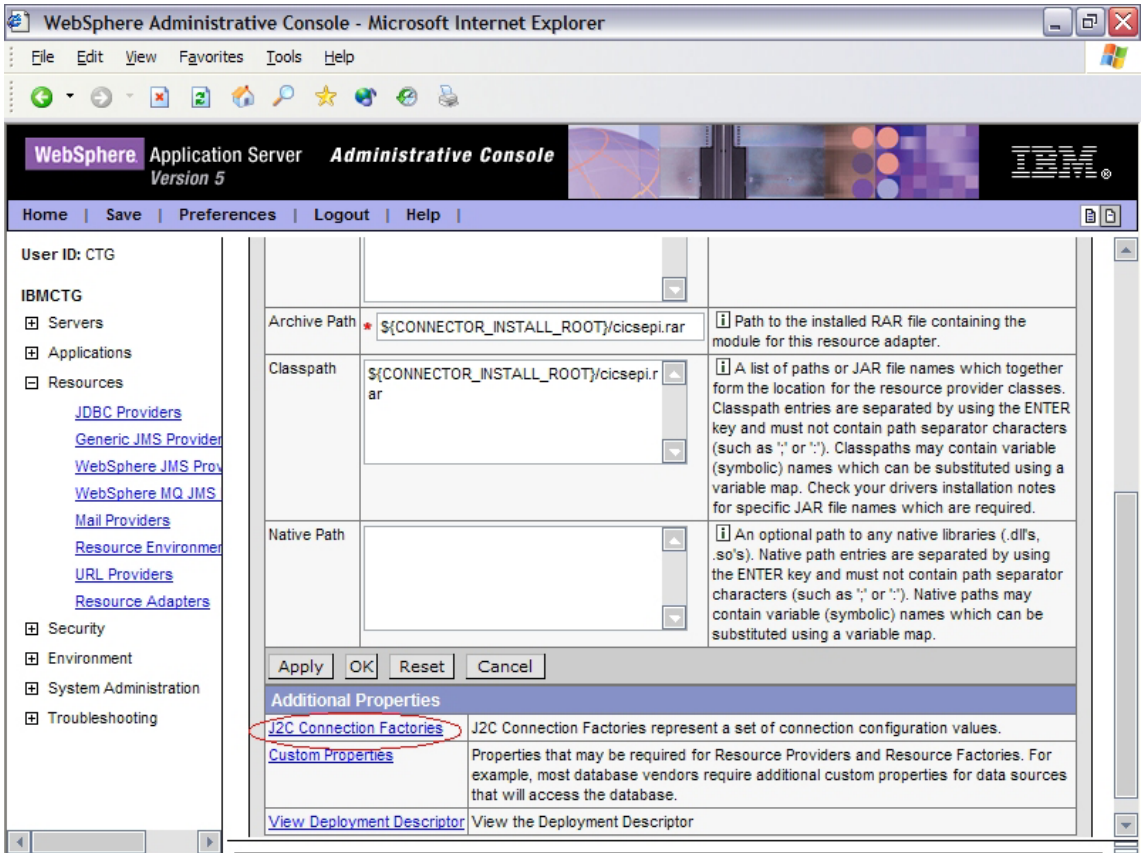 WebSphere Administrative Console - Microsoft Internet Explorer
File Edit View Favorites Tools Help
WebSphere. Application Server Administrative Console
Version 5
IBM®
Home | Save | Preferences | Logout | Help |
User ID: CTG
IBMCTG
Servers
Applications
Resources
JDBC Providers
Generic JMS Provider
WebSphere JMS Prov
WebSphere MQ JMS
Mail Providers
Resource Environmen
URL Providers
Resource Adapters
Security
Environment
System Administration
Troubleshooting
Archive Path * ${CONNECTOR_INSTALL_ROOT}/cicsepi.rar
i Path to the installed RAR file containing the
module for this resource adapter.
Classpath
${CONNECTOR_INSTALL_ROOT}/cicsepi.r
ar
i A list of paths or JAR file names which together
form the location for the resource provider classes.
Classpath entries are separated by using the ENTER
key and must not contain path separator characters
(such as ';' or ':'). Classpaths may contain variable
(symbolic) names which can be substituted using a
variable map. Check your drivers installation notes
for specific JAR file names which are required.
Native Path
i An optional path to any native libraries (.dll's,
.so's). Native path entries are separated by using
the ENTER key and must not contain path separator
characters (such as ';' or ':'). Native paths may
contain variable (symbolic) names which can be
substituted using a variable map.
Apply OK Reset Cancel
Additional Properties
J2C Connection Factories J2C Connection Factories represent a set of connection configuration values.
Custom Properties Properties that may be required for Resource Providers and Resource Factories. For
example, most database vendors require additional custom properties for data sources
that will access the database.
View Deployment Descriptor View the Deployment Descriptor